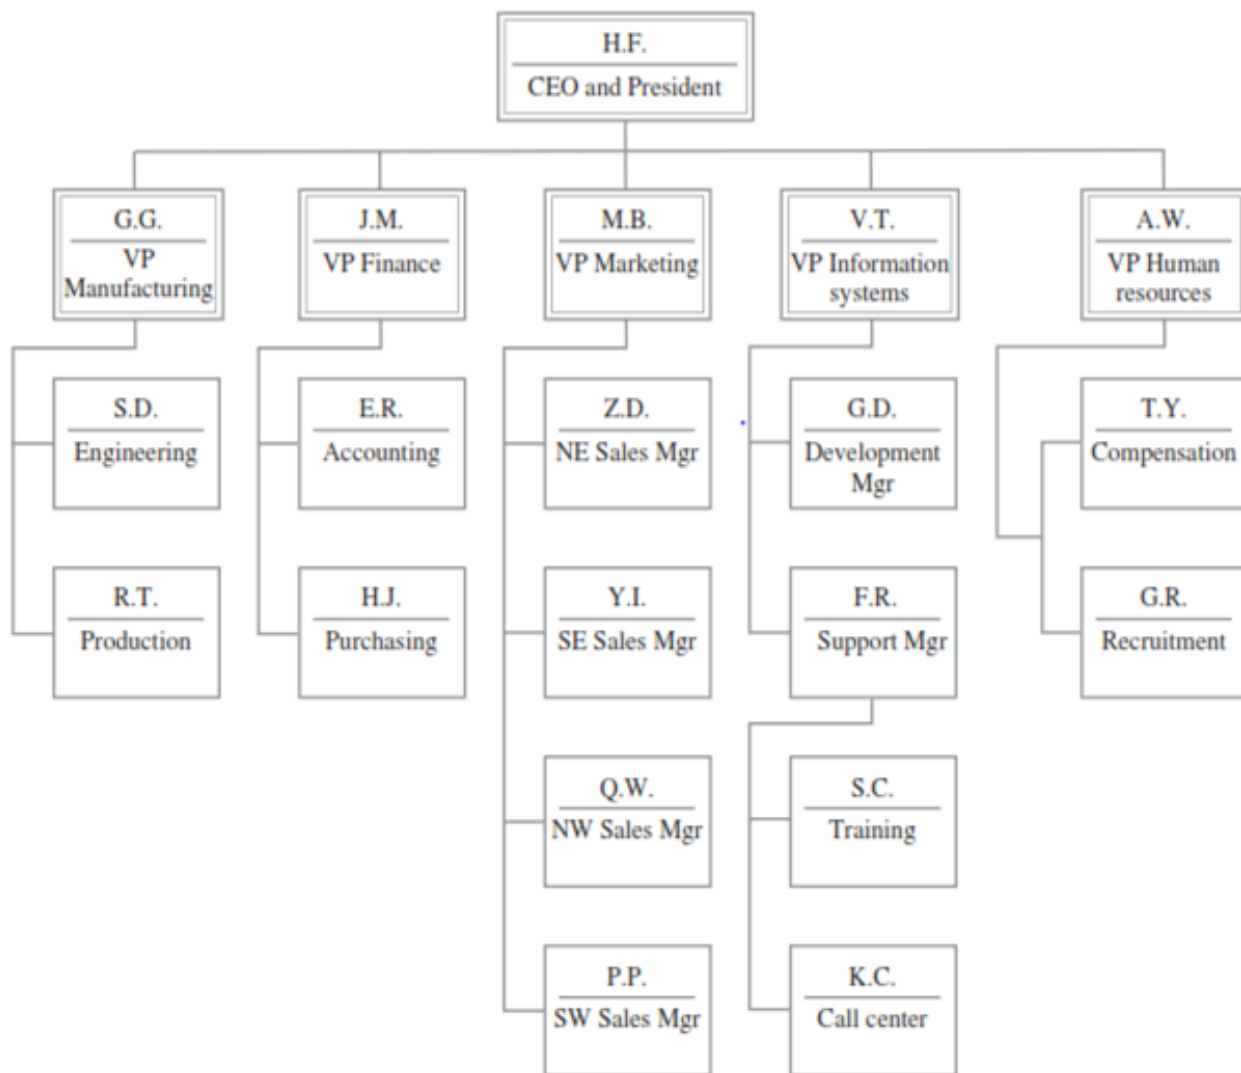 H.F.
CEO and President
G.G.
VP
Manufacturing
J.M.
VP Finance
M.B.
VP Marketing
V.T.
VP Information
systems
A.W.
VP Human
resources
S.D.
Engineering
E.R.
Accounting
Z.D.
NE Sales Mgr
G.D.
Development
Mgr
T.Y.
Compensation
R.T.
Production
H.J.
Purchasing
Y.I.
SE Sales Mgr
F.R.
Support Mgr
G.R.
Recruitment
Q.W.
NW Sales Mgr
S.C.
Training
P.P.
SW Sales Mgr
K.C.
Call center